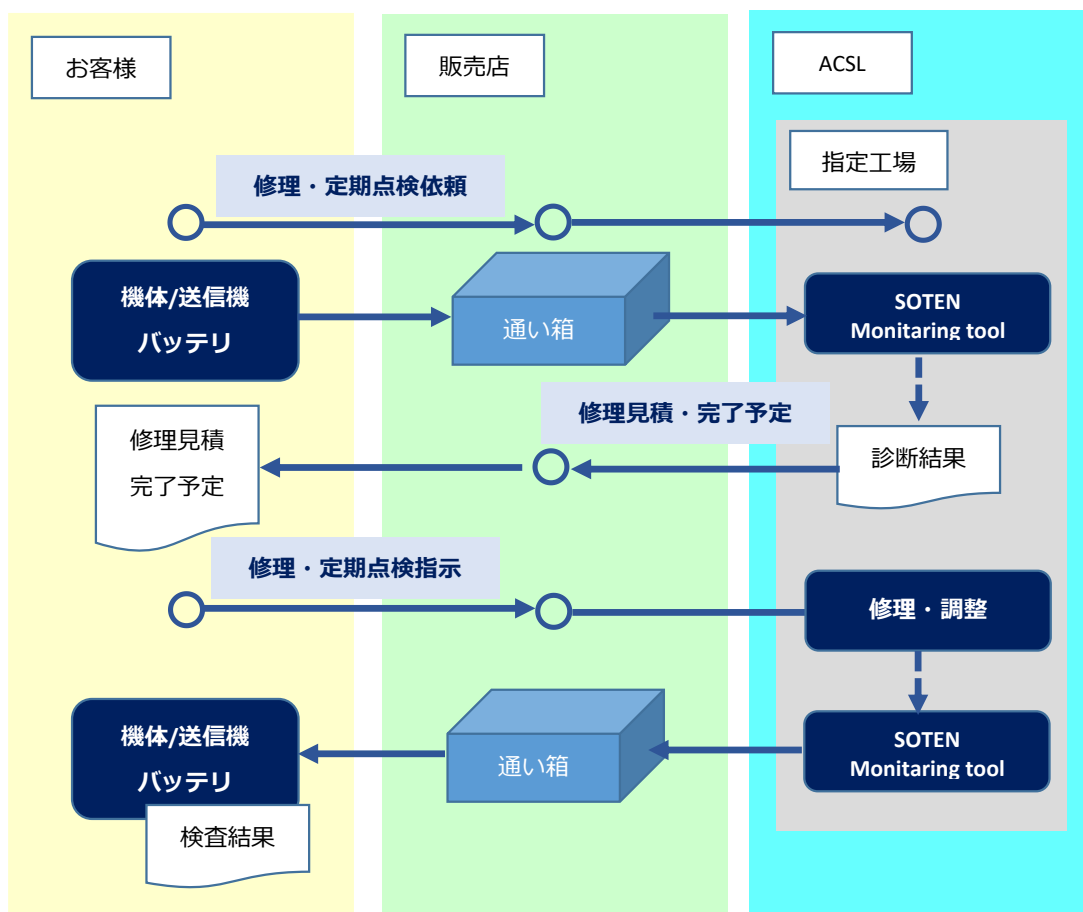 お客様
販売店
ACSL
指定工場
修理・定期点検依頼
機体/送信機
バッテリ
通い箱
SOTEN
Monitaring tool
修理見積・完了予定
修理見積
完了予定
診断結果
修理・定期点検指示
修理・調整
機体/送信機
バッテリ
通い箱
SOTEN
Monitaring tool
検査結果